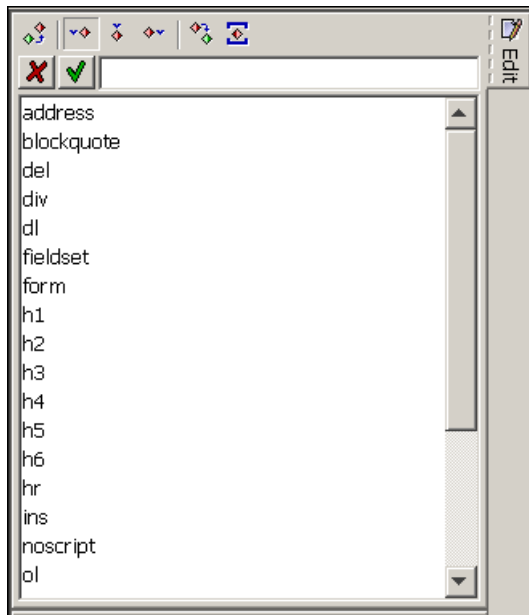 Edit
address
blockquote
del
div
dl
fieldset
form
h1
h2
h3
h4
h5
h6
hr
ins
noscript
ol